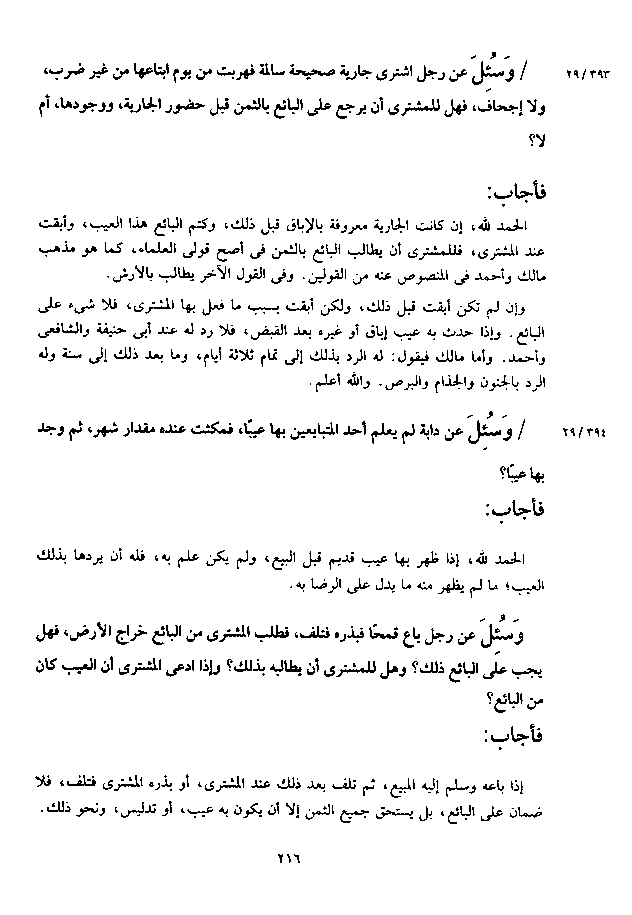 ٢٩/٣٩٣ / وَسُئِلَ عن رجل اشترى جارية صحيحة سالمة فهربت من يوم ابتاعها من غير ضرب،
ولا إجحاف، فهل للمشترى أن يرجع على البائع بالثمن قبل حضور الجارية، ووجودها، أم
لا؟
فأجاب:
الحمد لله، إن كانت الجارية معروفة بالإباق قبل ذلك، وكتم البائع هذا العيب، وأبقت
عند المشترى، فللمشترى أن يطالب البائع بالثمن فى أصح قولى العلماء، كما هو مذهب
مالك وأحمد فى المنصوص عنه من القولين. وفى القول الآخر يطالب بالأرش.
وإن لم تكن أبقت قبل ذلك، ولكن أبقت بسبب ما فعل بها المشترى، فلا شىء على
البائع. وإذا حدث به عيب إباق أو غيره بعد القبض، فلا رد له عند أبى حنيفة والشافعى
وأحمد. وأما مالك فيقول: له الرد بذلك إلى تمام ثلاثة أيام، وما بعد ذلك إلى سنة وله
الرد بالجنون والجذام والبرص. والله أعلم.
٢٩/٣٩٤ / وَسُئِلَ عن دابة لم يعلم أحد المتبايعين بها عيبًا، فمكثت عنده مقدار شهر، ثم وجد
بها عيبًا؟
فأجاب:
الحمد لله، إذا ظهر بها عيب قديم قبل البيع، ولم يكن علم به، فله أن يردها بذلك
العيب؛ ما لم يظهر منه ما يدل على الرضا به.
وَسُئِلَ عن رجل باع قمحًا فبذره فتلف، فطلب المشترى من البائع خراج الأرض، فهل
يجب على البائع ذلك؟ وهل للمشترى أن يطالبه بذلك؟ وإذا ادعى المشترى أن العيب كان
من البائع؟
فأجاب:
إذا باعه وسلم إليه المبيع، ثم تلف بعد ذلك عند المشترى، أو بذره المشترى فتلف، فلا
ضمان على البائع، بل يستحق جميع الثمن إلا أن يكون به عيب، أو تدليس، ونحو ذلك.
٢١٦